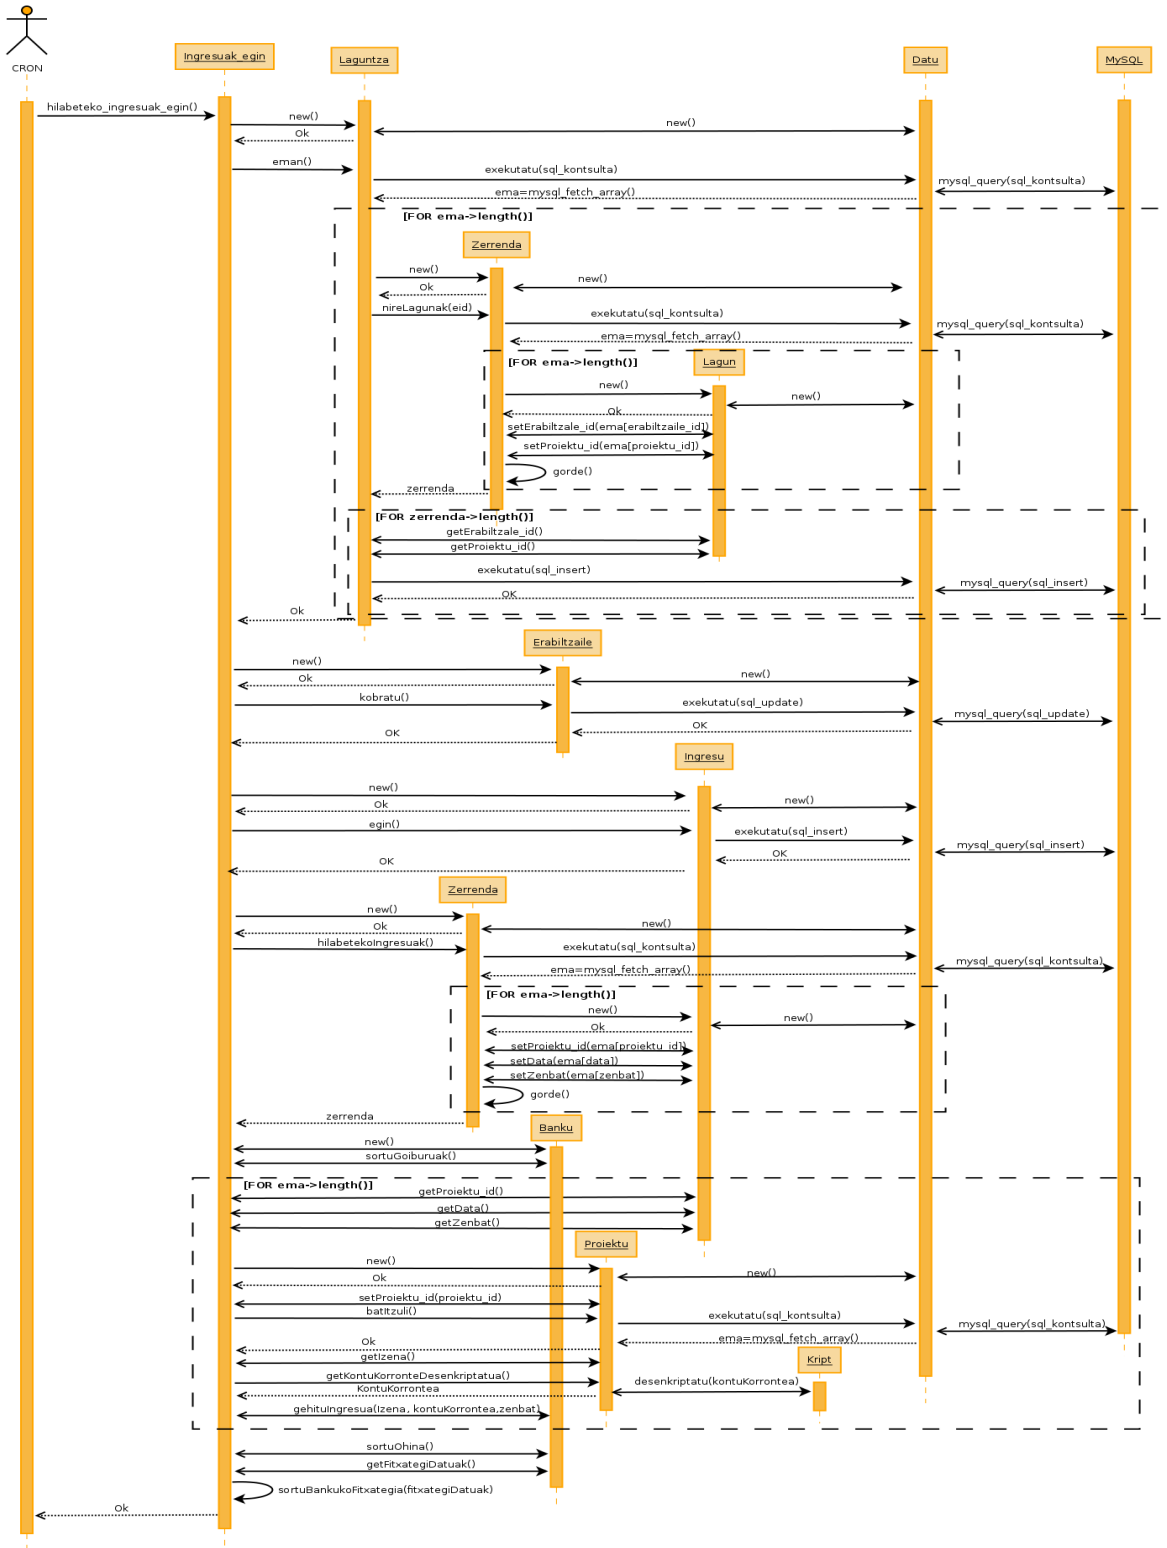 CRON
Ingresuak_egin
Laguntza
Datu
MySQL
hilabeteko_ingresuak_egin()
new()
new()
Ok
eman()
exekutatu(sql_kontsulta)
mysql_query(sql_kontsulta)
ema=mysql_fetch_array()
[FOR ema->length()]
Zerrenda
new()
new()
Ok
nireLagunak(eid)
exekutatu(sql_kontsulta)
mysql_query(sql_kontsulta)
ema=mysql_fetch_array()
[FOR ema->length()]
Lagun
new()
new()
Ok
setErabiltzale_id(ema[erabiltzaile_id])
setProiektu_id(ema[proiektu_id])
gorde()
zerrenda
[FOR zerrenda->length()]
getErabiltzale_id()
getProiektu_id()
exekutatu(sql_insert)
mysql_query(sql_insert)
OK
Ok
Erabiltzaile
new()
new()
Ok
kobratu()
exekutatu(sql_update)
mysql_query(sql_update)
OK
OK
Ingresu
new()
new()
Ok
egin()
exekutatu(sql_insert)
mysql_query(sql_insert)
OK
OK
Zerrenda
new()
new()
Ok
hilabetekoIngresuak()
exekutatu(sql_kontsulta)
mysql_query(sql_kontsulta)
ema=mysql_fetch_array()
[FOR ema->length()]
new()
new()
Ok
setProiektu_id(ema[proiektu_id])
setData(ema[data])
setZenbat(ema[zenbat])
gorde()
zerrenda
Banku
new()
sortuGoiburuak()
[FOR ema->length()]
getProiektu_id()
getData()
getZenbat()
Proiektu
new()
new()
Ok
setProiektu_id(proiektu_id)
batItzuli()
exekutatu(sql_kontsulta)
mysql_query(sql_kontsulta)
ema=mysql_fetch_array()
Ok
getIzena()
Kript
getKontuKorronteDesenkriptatua()
desenkriptatu(kontuKorrontea)
KontuKorrontea
gehituIngresua(Izena, kontuKorrontea,zenbat)
sortuOhina()
getFitxategiDatuak()
sortuBankukoFitxategia(fitxategiDatuak)
Ok